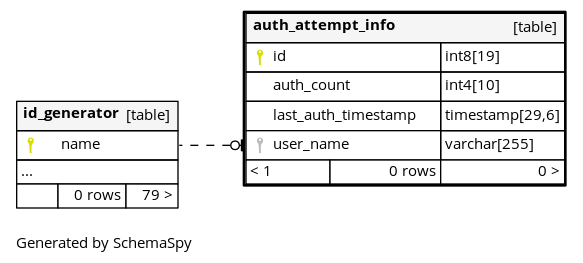 auth_attempt_info [table]
id int8[19]
auth_count int4[10]
last_auth_timestamp timestamp[29,6]
user_name varchar[255]
< 1 0 rows 0 >
id_generator [table]
name
...
0 rows 79 >
Generated by SchemaSpy